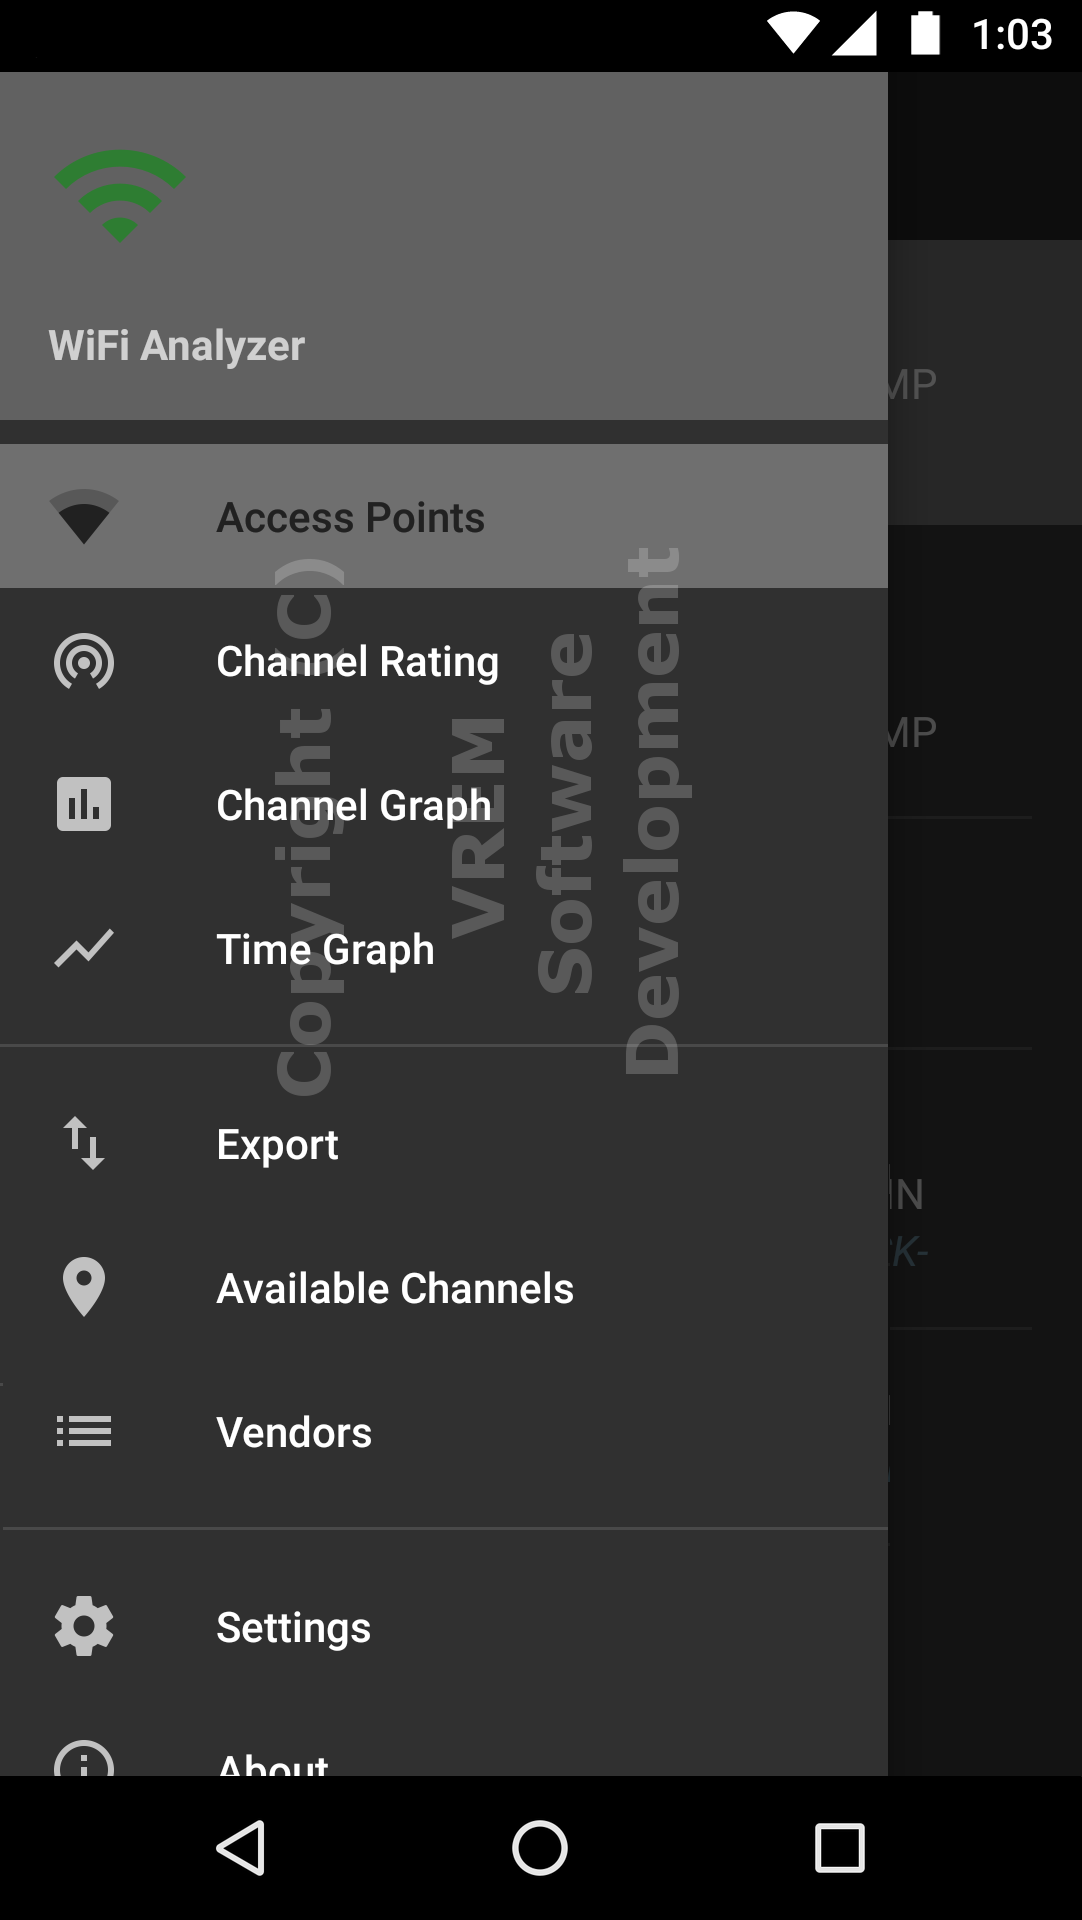 1:03
WiFi Analyzer
MP
Access Points
Channel Rating
MP
Channel Graph
Time Graph
Copyright (C)
VREM
Software
Development
Export
Available Channels
Vendors
Settings
About